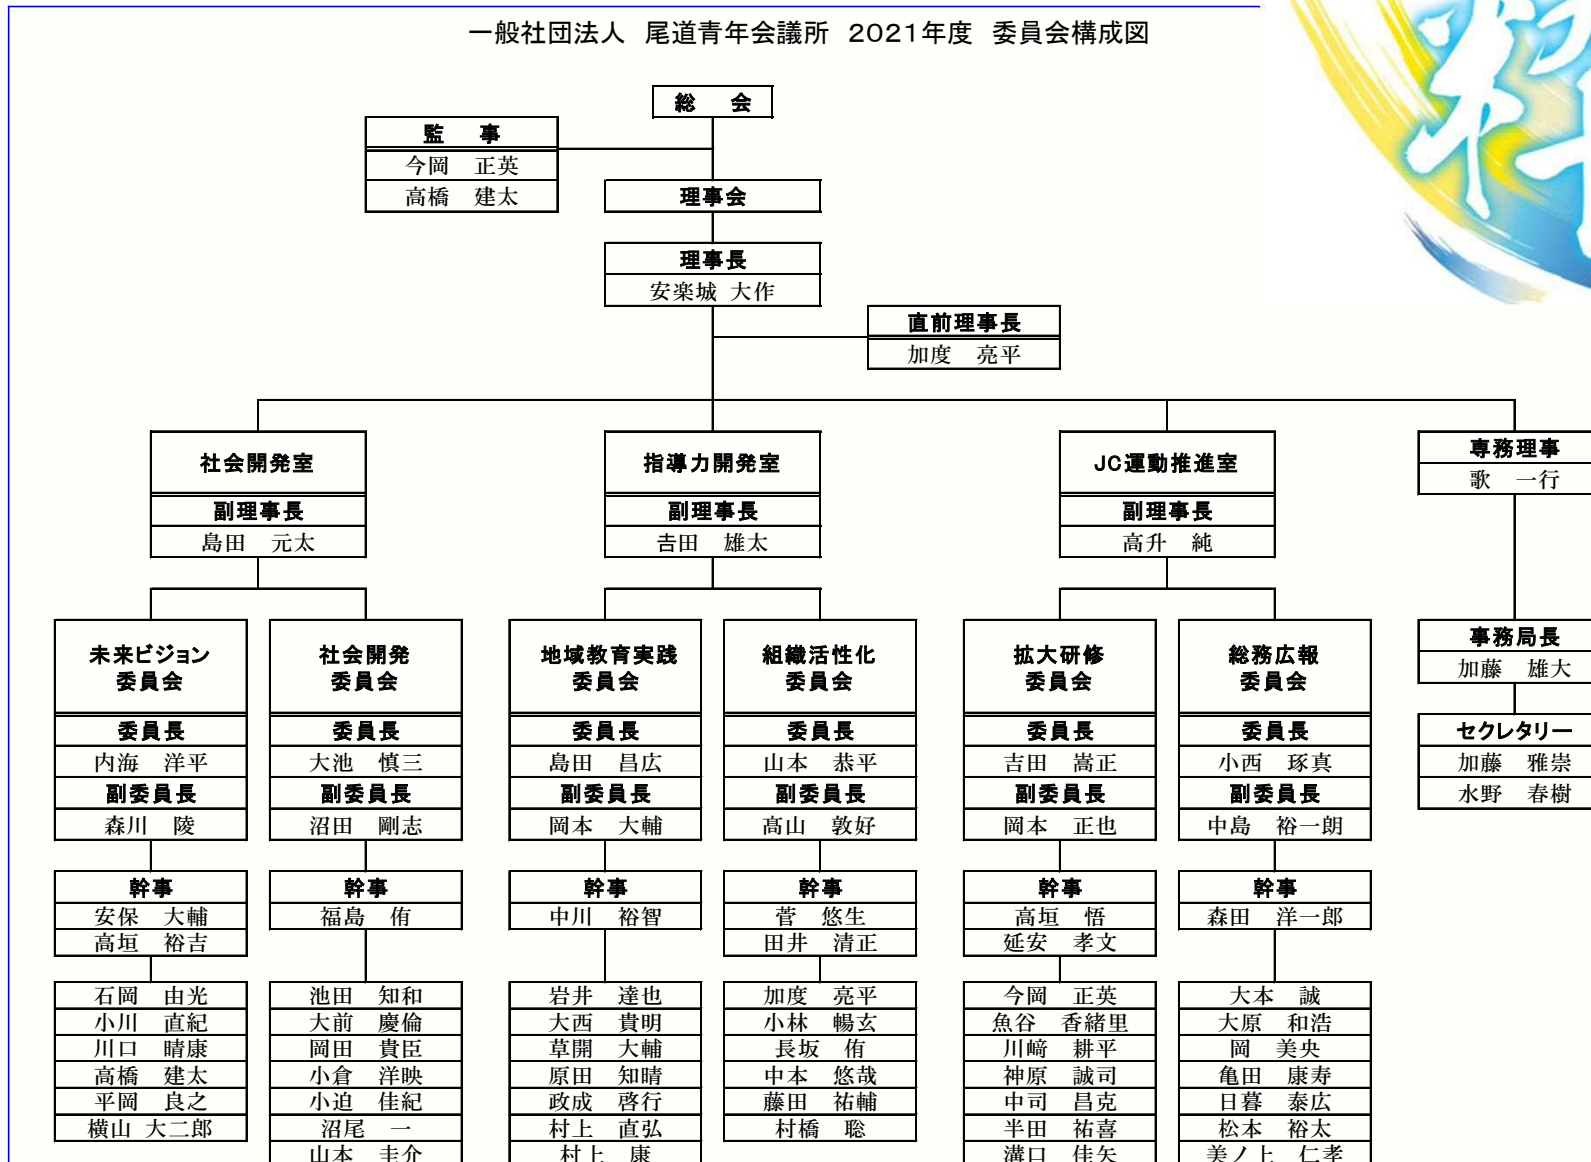 一般社団法人　尾道青年会議所　2021年度　委員会構成図
総　会
監　事
今岡　正英
高橋　建太
理事会
理事長
安楽城 大作
直前理事長
加度　亮平
社会開発室
副理事長
島田　元太
指導力開発室
副理事長
𠮷田　雄太
JC運動推進室
副理事長
高升　純
専務理事
歌　一行
未来ビジョン
委員会
委員長
内海　洋平
副委員長
森川　陵
幹事
安保　大輔
高垣　裕吉
石岡　由光
小川　直紀
川口　晴康
高橋　建太
平岡　良之
横山 大二郎
社会開発
委員会
委員長
大池　慎三
副委員長
沼田　剛志
幹事
福島　侑
池田　知和
大前　慶倫
岡田　貴臣
小倉　洋映
小迫　佳紀
沼尾　一
山本　圭介
地域教育実践
委員会
委員長
島田　昌広
副委員長
岡本　大輔
幹事
中川　裕智
岩井　達也
大西　貴明
草開　大輔
原田　知晴
政成　啓行
村上　直弘
村上　康
組織活性化
委員会
委員長
山本　恭平
副委員長
髙山　敦好
幹事
菅　悠生
田井　清正
加度　亮平
小林　暢玄
長坂　侑
中本　悠哉
藤田　祐輔
村橋　聡
拡大研修
委員会
委員長
吉田　嵩正
副委員長
岡本　正也
幹事
高垣　悟
延安　孝文
今岡　正英
魚谷　香緒里
川﨑　耕平
神原　誠司
中司　昌克
半田　祐喜
溝口　佳矢
総務広報
委員会
委員長
小西　琢真
副委員長
中島　裕一朗
幹事
森田　洋一郎
大本　誠
大原　和浩
岡　美央
亀田　康寿
日暮　泰広
松本　裕太
美ノ上　仁孝
事務局長
加藤　雄大
セクレタリー
加藤　雅崇
水野　春樹